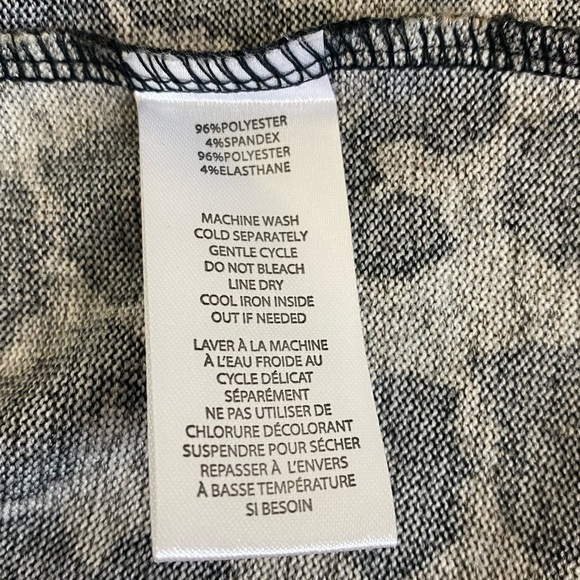 96%POLYESTER
4%SPANDEX
96%POLYESTER
4%ELASTHANE
MACHINE WASH
COLD SEPARATELY
GENTLE CYCLE
DO NOT BLEACH
LINE DRY
COOL IRON INSIDE
OUT IF NEEDED
LAVER À LA MACHINE
À L'EAU FROIDE AU
CYCLE DÉLICAT
SÉPARÉMENT
NE PAS UTILISER DE
CHLORURE DÉCOLORANT
SUSPENDRE POUR SÉCHER
REPASSER À L'ENVERS
À BASSE TEMPÉRATURE
SI BESOIN